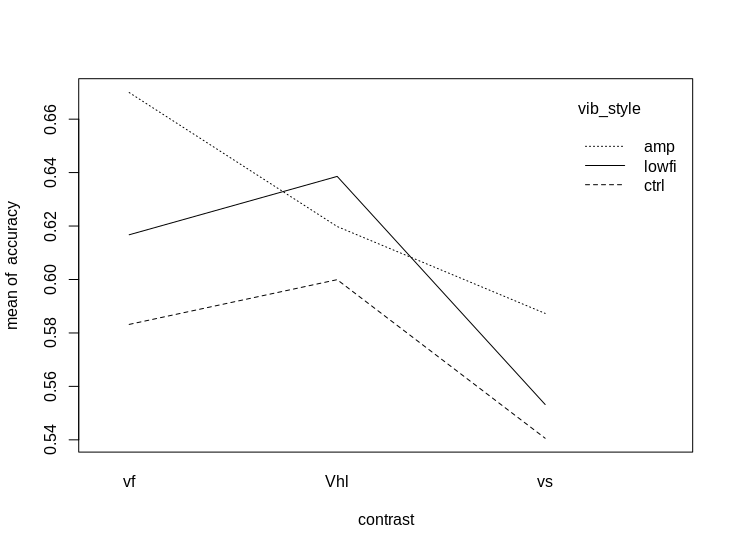 vib_style
amp
lowfi
ctrl
mean of accuracy
0.66
0.64
0.62
0.60
0.58
0.56
0.54
vf Vhl vs
contrast